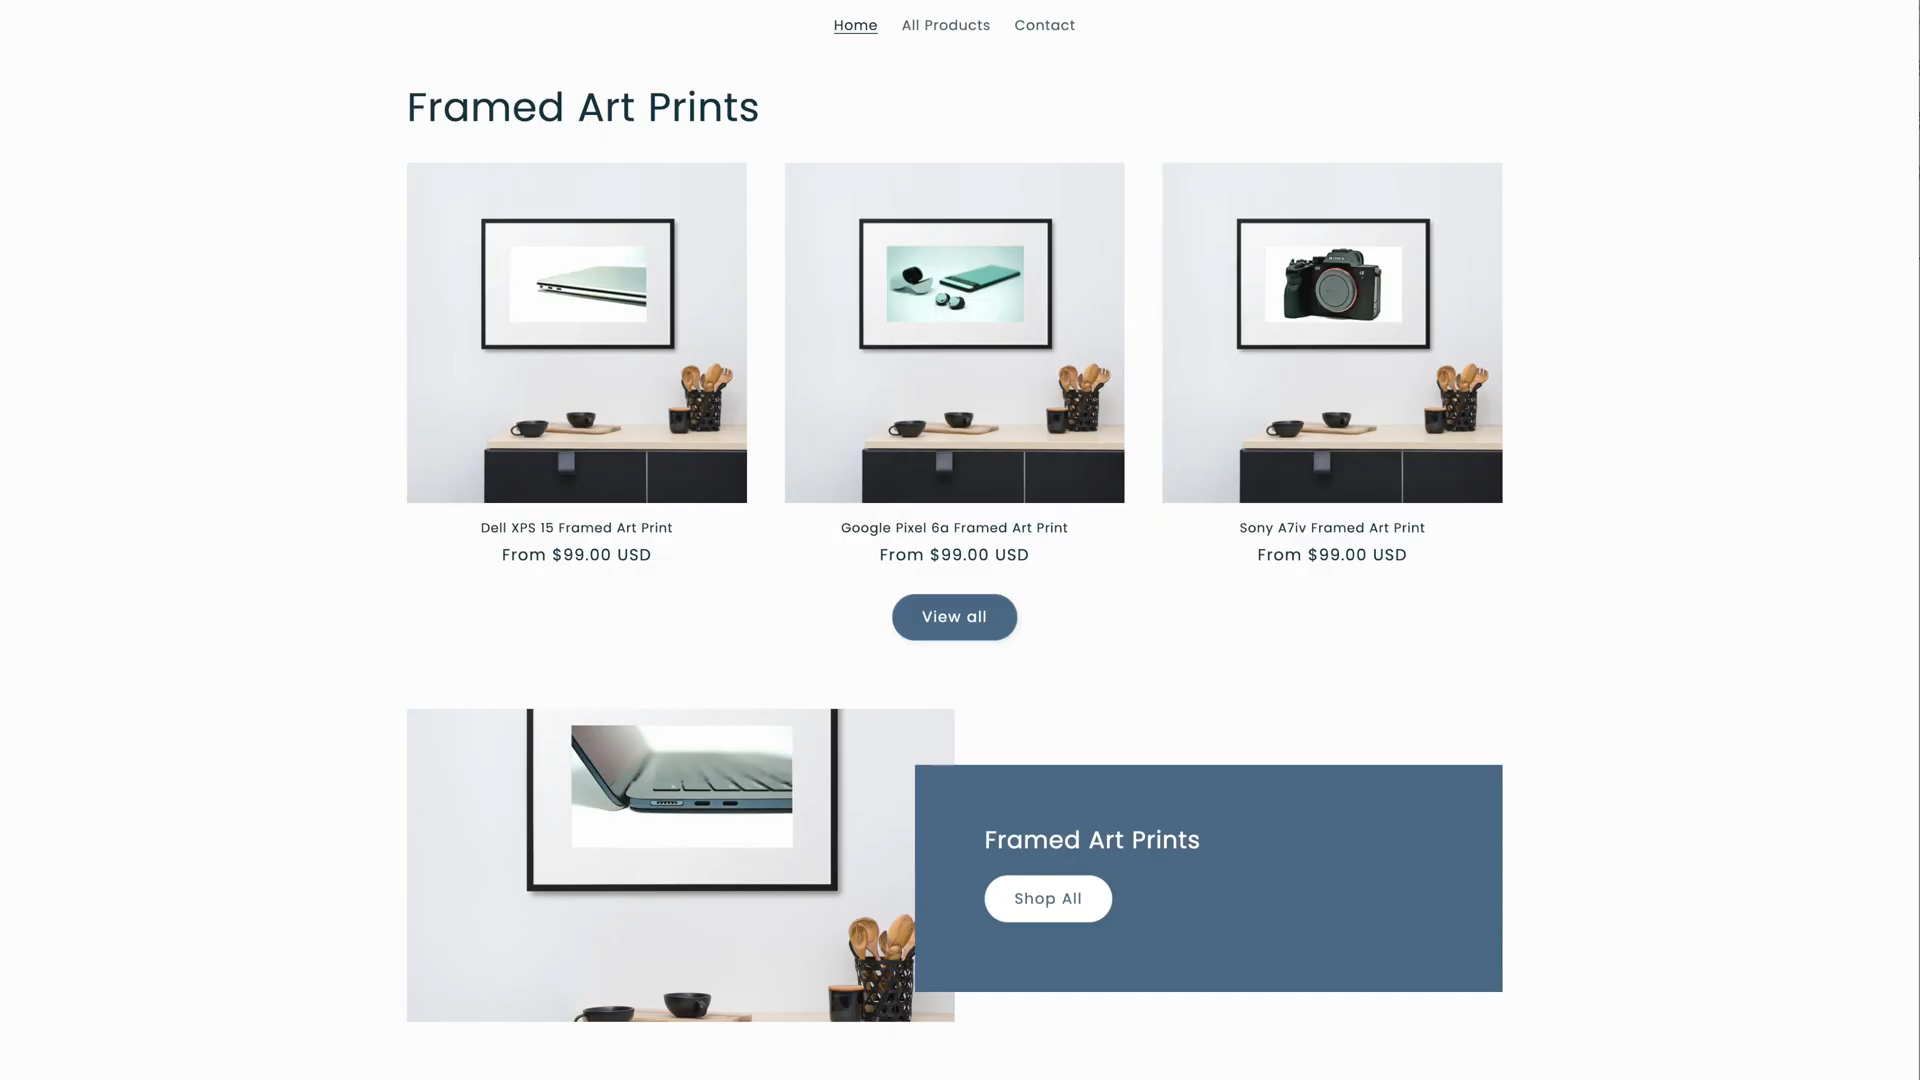 Home All Products Contact
Framed Art Prints
SONY
Dell XPS 15 Framed Art Print
From $99.00 USD
Google Pixel 6a Framed Art Print
From $99.00 USD
Sony A7iv Framed Art Print
From $99.00 USD
View all
Framed Art Prints
Shop All